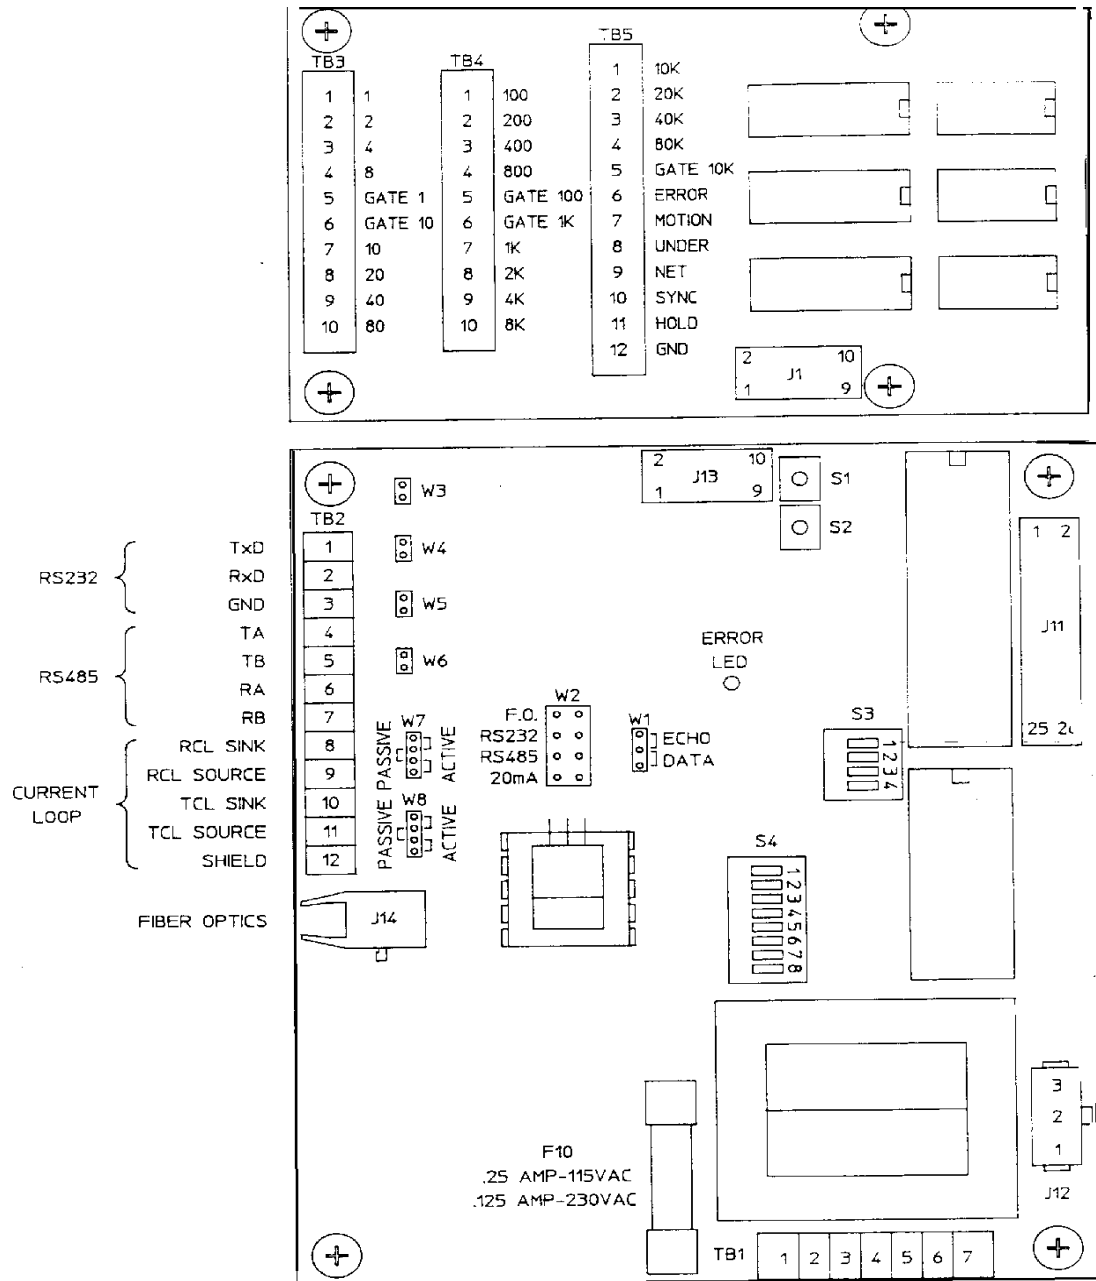 TB3
1 1
2 2
3 4
4 8
5 GATE 1
6 GATE 10
7 10
8 20
9 40
10 80
TB4
1 100
2 200
3 400
4 800
5 GATE 100
6 GATE 1K
7 1K
8 2K
9 4K
10 8K
TB5
1 10K
2 20K
3 40K
4 80K
5 GATE 10K
6 ERROR
7 MOTION
8 UNDER
9 NET
10 SYNC
11 HOLD
12 GND
2 10
J1
1 9
TB2
RS232
TxD 1
RxD 2
GND 3
RS485
TA 4
TB 5
RA 6
RB 7
CURRENT
LOOP
RCL SINK 8
RCL SOURCE 9
TCL SINK 10
TCL SOURCE 11
SHIELD 12
FIBER OPTICS
J14
W3
W4
W5
W6
W7
PASSIVE
ACTIVE
W8
PASSIVE
ACTIVE
W2
F.O.
RS232
RS485
20mA
W1
ECHO
DATA
2 10
J13
1 9
S1
S2
ERROR
LED
1 2
J11
25
S3
1234
S4
12345678
F10
.25 AMP-115VAC
.125 AMP-230VAC
3
2
1
J12
TB1 1 2 3 4 5 6 7